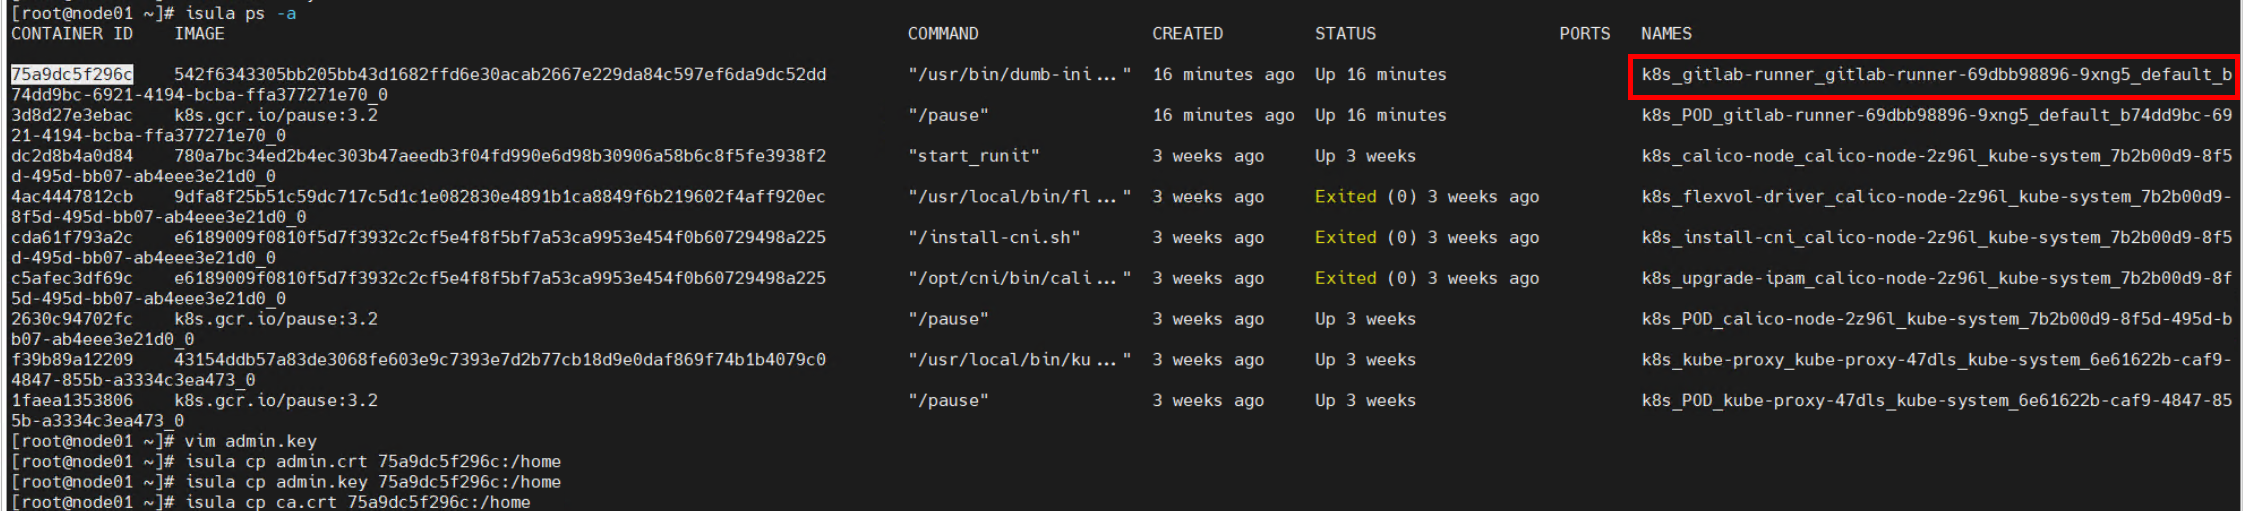 [root@node01 ~]# isula ps -a
CONTAINER ID    IMAGE    COMMAND    CREATED    STATUS    PORTS    NAMES
75a9dc5f296c    542f6343305bb205bb43d1682ffd6e30acab2667e229da84c597ef6da9dc52dd    "/usr/bin/dumb-ini..."    16 minutes ago    Up 16 minutes    k8s_gitlab-runner_gitlab-runner-69dbb98896-9xng5_default_b
74dd9bc-6921-4194-bcba-ffa377271e70_0
3d8d27e3ebac    k8s.gcr.io/pause:3.2    "/pause"    16 minutes ago    Up 16 minutes    k8s_POD_gitlab-runner-69dbb98896-9xng5_default_b74dd9bc-69
21-4194-bcba-ffa377271e70_0
dc2d8b4a0d84    780a7bc34ed2b4ec303b47aeedb3f04fd990e6d98b30906a58b6c8f5fe3938f2    "start_runit"    3 weeks ago    Up 3 weeks    k8s_calico-node_calico-node-2z96l_kube-system_7b2b00d9-8f5
d-495d-bb07-ab4eee3e21d0_0
4ac4447812cb    9dfa8f25b51c59dc717c5d1c1e082830e4891b1ca8849f6b219602f4aff920ec    "/usr/local/bin/fl..."    3 weeks ago    Exited (0) 3 weeks ago    k8s_flexvol-driver_calico-node-2z96l_kube-system_7b2b00d9-
8f5d-495d-bb07-ab4eee3e21d0_0
cda61f793a2c    e6189009f0810f5d7f3932c2cf5e4f8f5bf7a53ca9953e454f0b60729498a225    "/install-cni.sh"    3 weeks ago    Exited (0) 3 weeks ago    k8s_install-cni_calico-node-2z96l_kube-system_7b2b00d9-8f5
d-495d-bb07-ab4eee3e21d0_0
c5afec3df69c    e6189009f0810f5d7f3932c2cf5e4f8f5bf7a53ca9953e454f0b60729498a225    "/opt/cni/bin/cali..."    3 weeks ago    Exited (0) 3 weeks ago    k8s_upgrade-ipam_calico-node-2z96l_kube-system_7b2b00d9-8f
5d-495d-bb07-ab4eee3e21d0_0
2630c94702fc    k8s.gcr.io/pause:3.2    "/pause"    3 weeks ago    Up 3 weeks    k8s_POD_calico-node-2z96l_kube-system_7b2b00d9-8f5d-495d-b
b07-ab4eee3e21d0_0
f39b89a12209    43154ddb57a83de3068fe603e9c7393e7d2b77cb18d9e0daf869f74b1b4079c0    "/usr/local/bin/ku..."    3 weeks ago    Up 3 weeks    k8s_kube-proxy_kube-proxy-47dls_kube-system_6e61622b-caf9-
4847-855b-a3334c3ea473_0
1faea1353806    k8s.gcr.io/pause:3.2    "/pause"    3 weeks ago    Up 3 weeks    k8s_POD_kube-proxy-47dls_kube-system_6e61622b-caf9-4847-85
5b-a3334c3ea473_0
[root@node01 ~]# vim admin.key
[root@node01 ~]# isula cp admin.crt 75a9dc5f296c:/home
[root@node01 ~]# isula cp admin.key 75a9dc5f296c:/home
[root@node01 ~]# isula cp ca.crt 75a9dc5f296c:/home